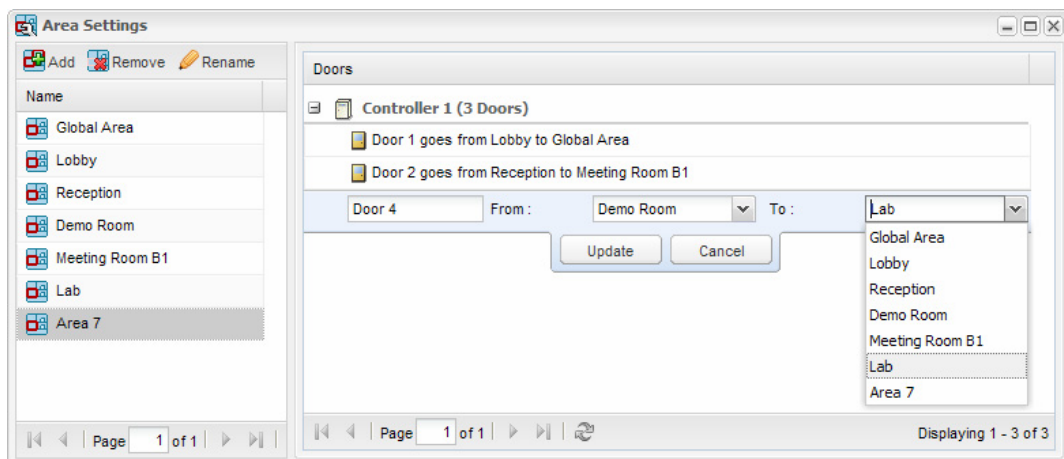 Area Settings
Add Remove Rename
Name
Global Area
Lobby
Reception
Demo Room
Meeting Room B1
Lab
Area 7
Page 1 of 1
Doors
Controller 1 (3 Doors)
Door 1 goes from Lobby to Global Area
Door 2 goes from Reception to Meeting Room B1
Door 4 From : Demo Room To : Lab
Update Cancel
Global Area
Lobby
Reception
Demo Room
Meeting Room B1
Lab
Area 7
Page 1 of 1 Displaying 1 - 3 of 3